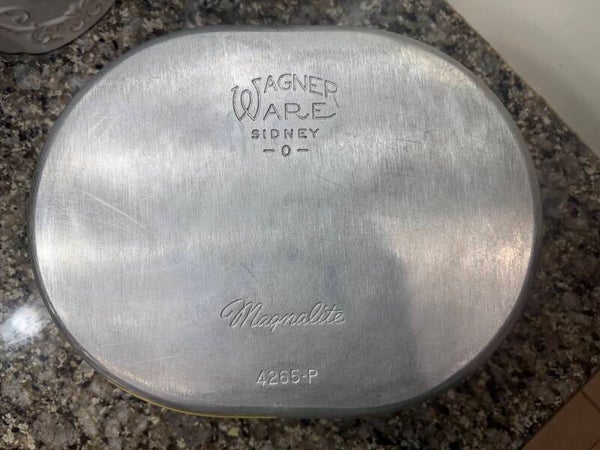 WAGNER
WARE
SIDNEY
-O-
Magnalite
4265-P